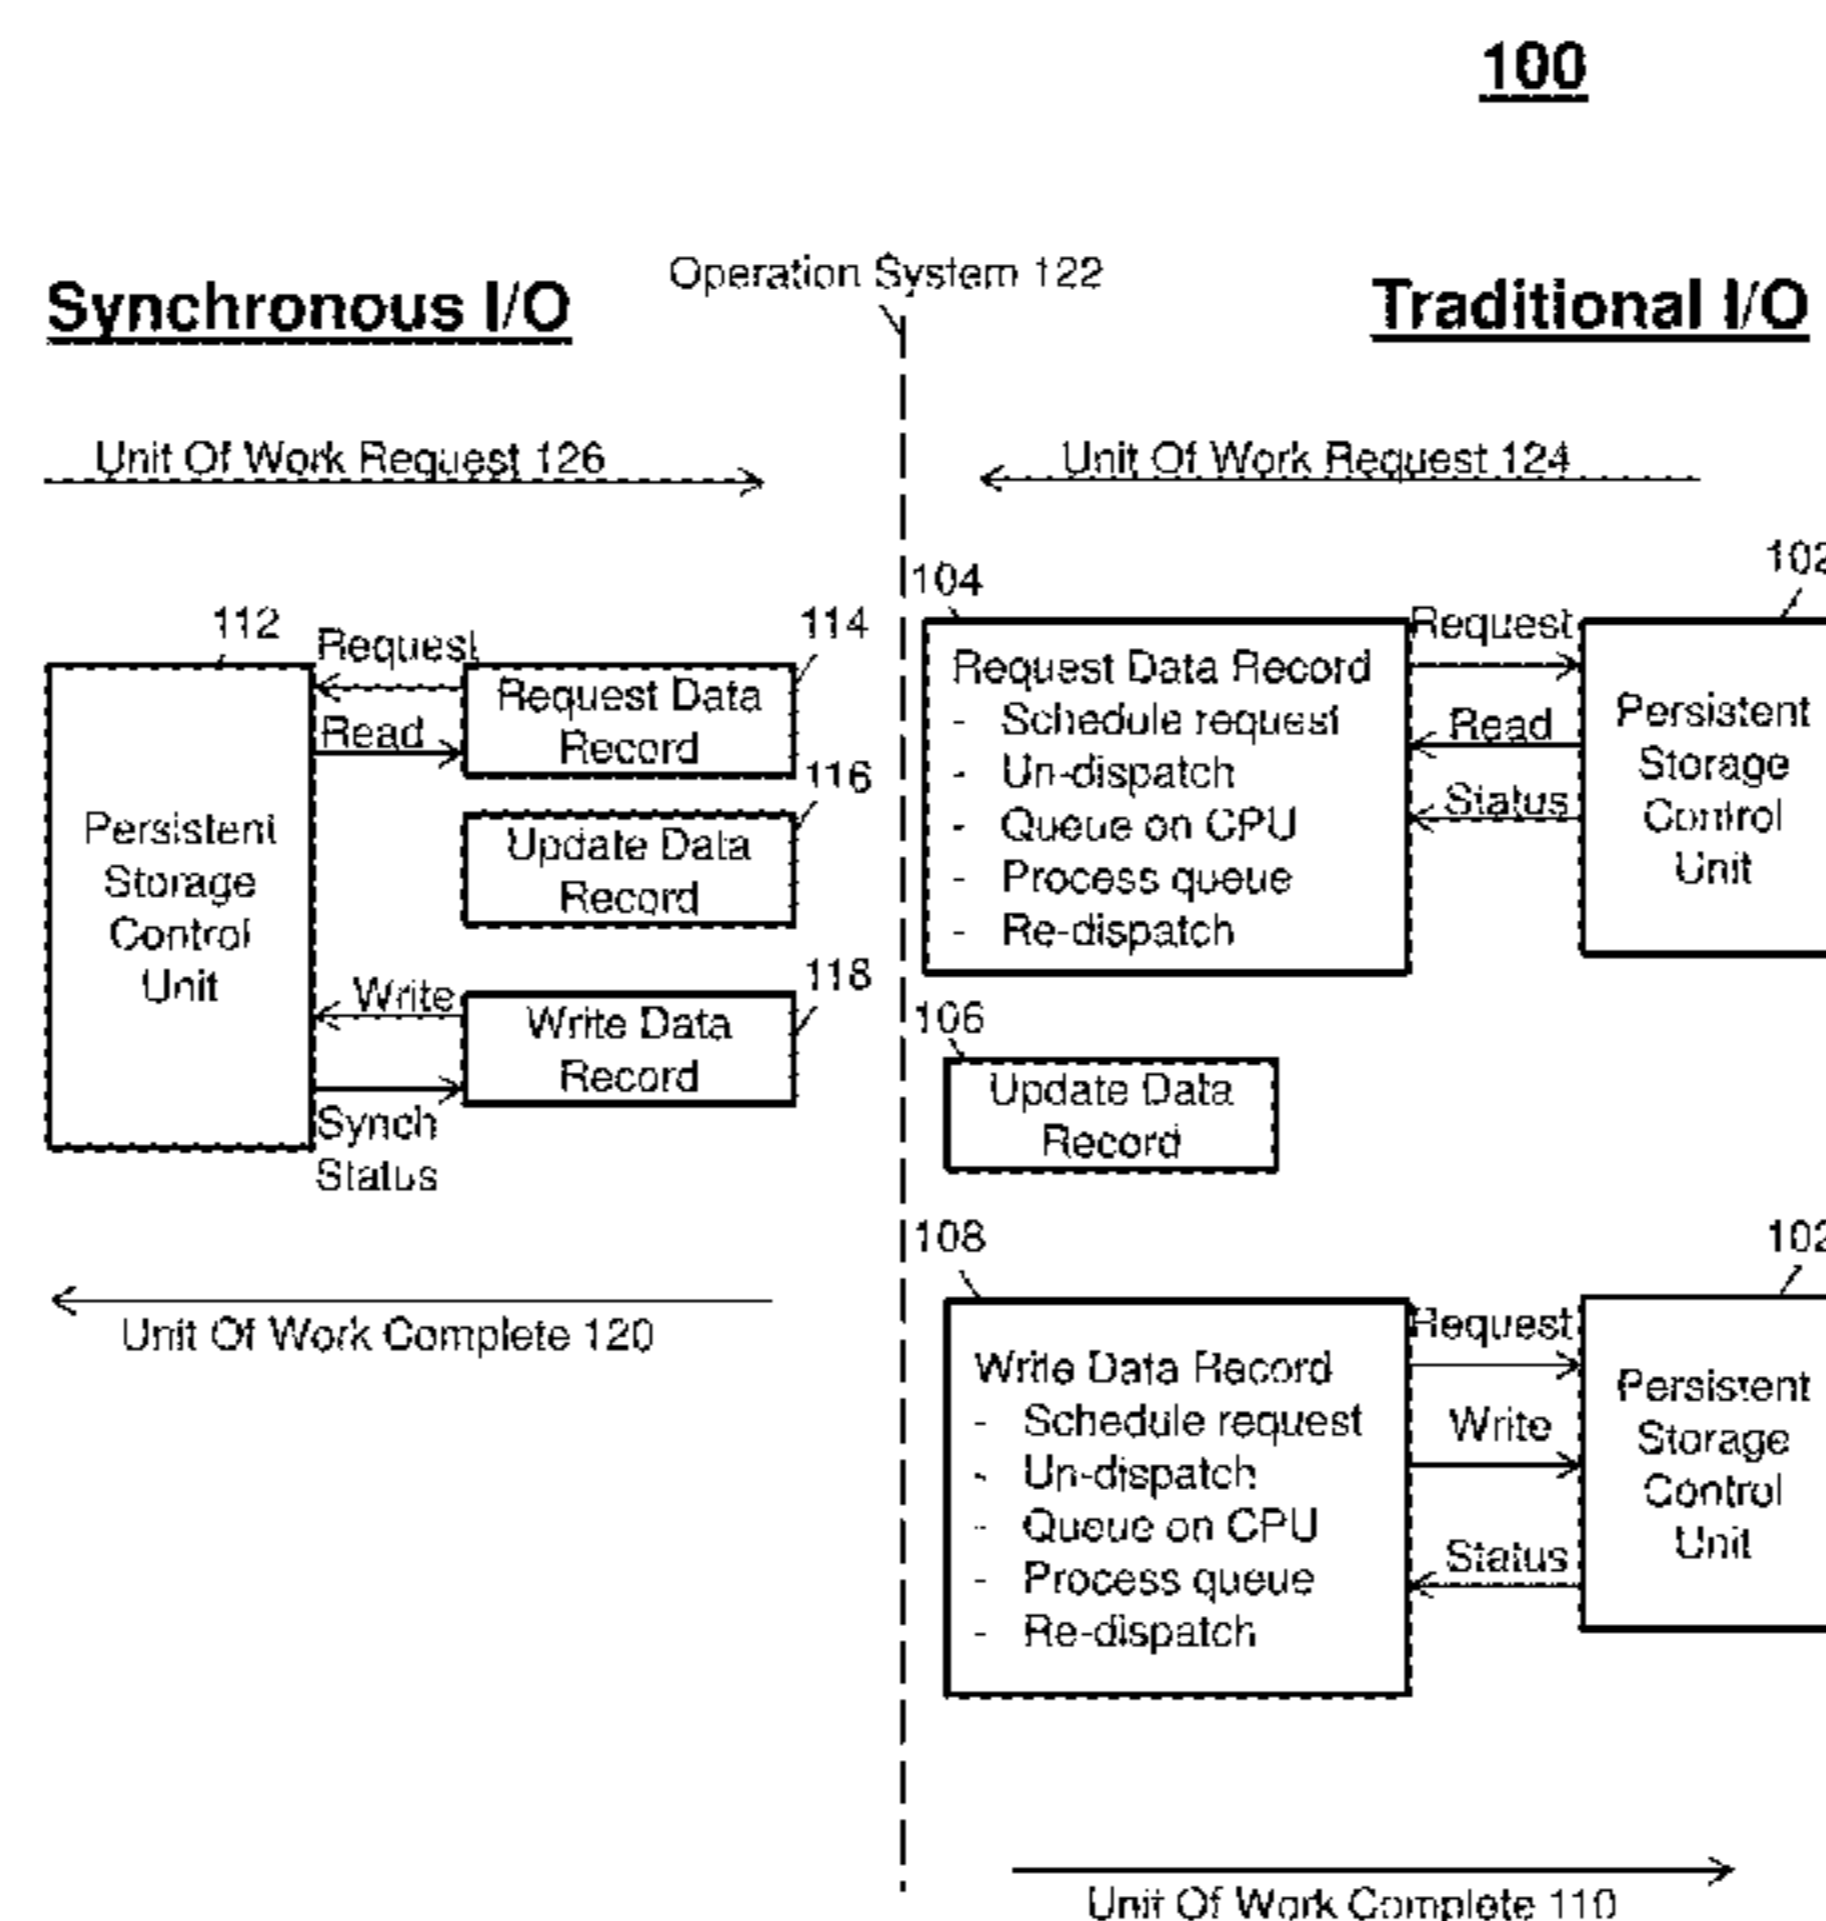 100
Operation System 122
Synchronous I/O
Traditional I/O
Unit Of Work Request 126
Unit Of Work Request 124
112
Request
114
Request Data
Record
Read
116
Persistent
Storage
Control
Unit
Update Data
Record
118
Write
Write Data
Record
Synch
Status
Unit Of Work Complete 120
104
102
Request
Request Data Record
- Schedule request
- Un-dispatch
- Queue on CPU
- Process queue
- Re-dispatch
Read
Status
Persistent
Storage
Control
Unit
106
Update Data
Record
108
102
Request
Write Data Record
- Schedule request
- Un-dispatch
- Queue on CPU
- Process queue
- Re-dispatch
Write
Status
Persistent
Storage
Control
Unit
Unit Of Work Complete 110